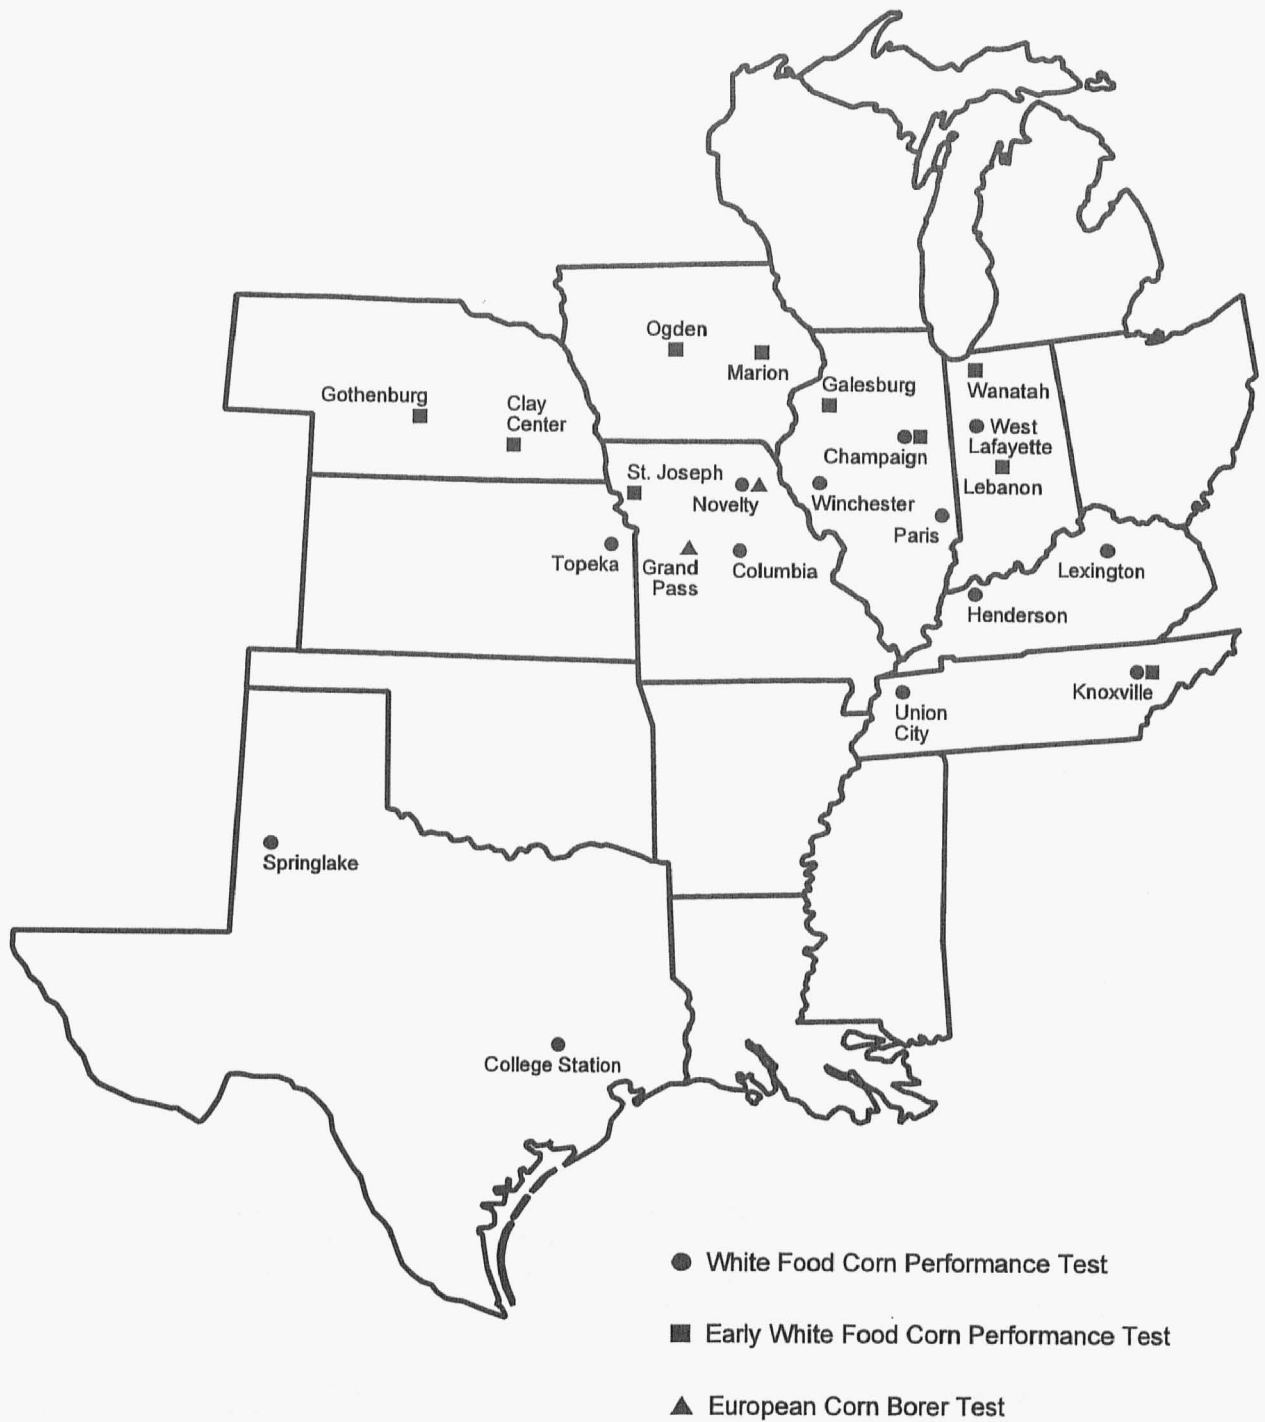 Ogden
Marion
Galesburg
Wanatah
Gothenburg
Clay
Center
West
Lafayette
Champaign
St. Joseph
Novelty
Winchester
Lebanon
Paris
Topeka
Grand
Pass
Columbia
Lexington
Henderson
Knoxville
Union
City
Springlake
College Station
White Food Corn Performance Test
Early White Food Corn Performance Test
European Corn Borer Test